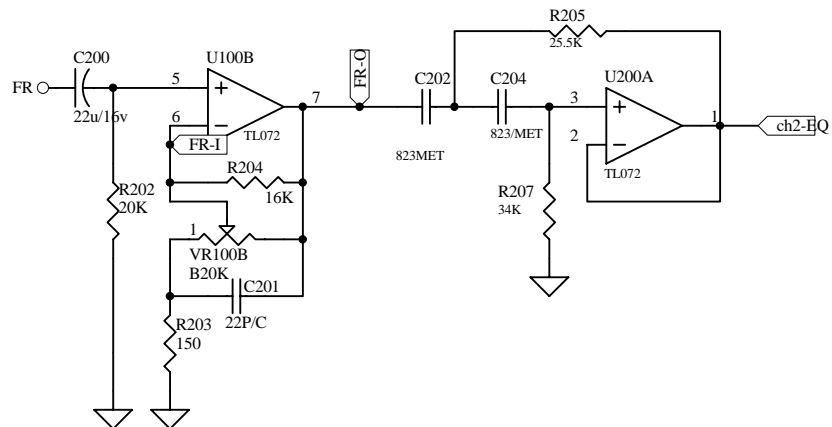 FR
C200
22u/16v
R202
20K
U100B
5
+
6
−
7
TL072
FR-I
R204
16K
1
VR100B
B20K
C201
22P/C
R203
150
FR-O
C202
823MET
C204
823/MET
R205
25.5K
R207
34K
U200A
3
+
2
−
1
TL072
ch2-EQ